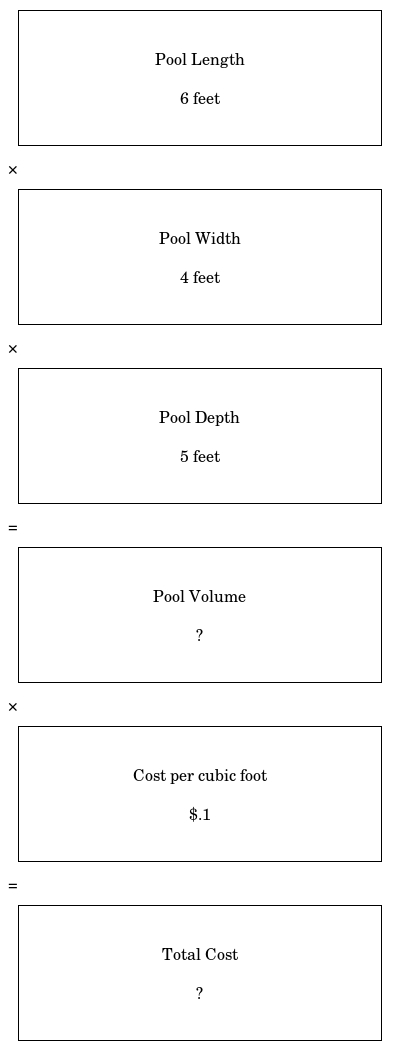 Pool Length
6 feet
×
Pool Width
4 feet
×
Pool Depth
5 feet
=
Pool Volume
?
×
Cost per cubic foot
$.1
=
Total Cost
?